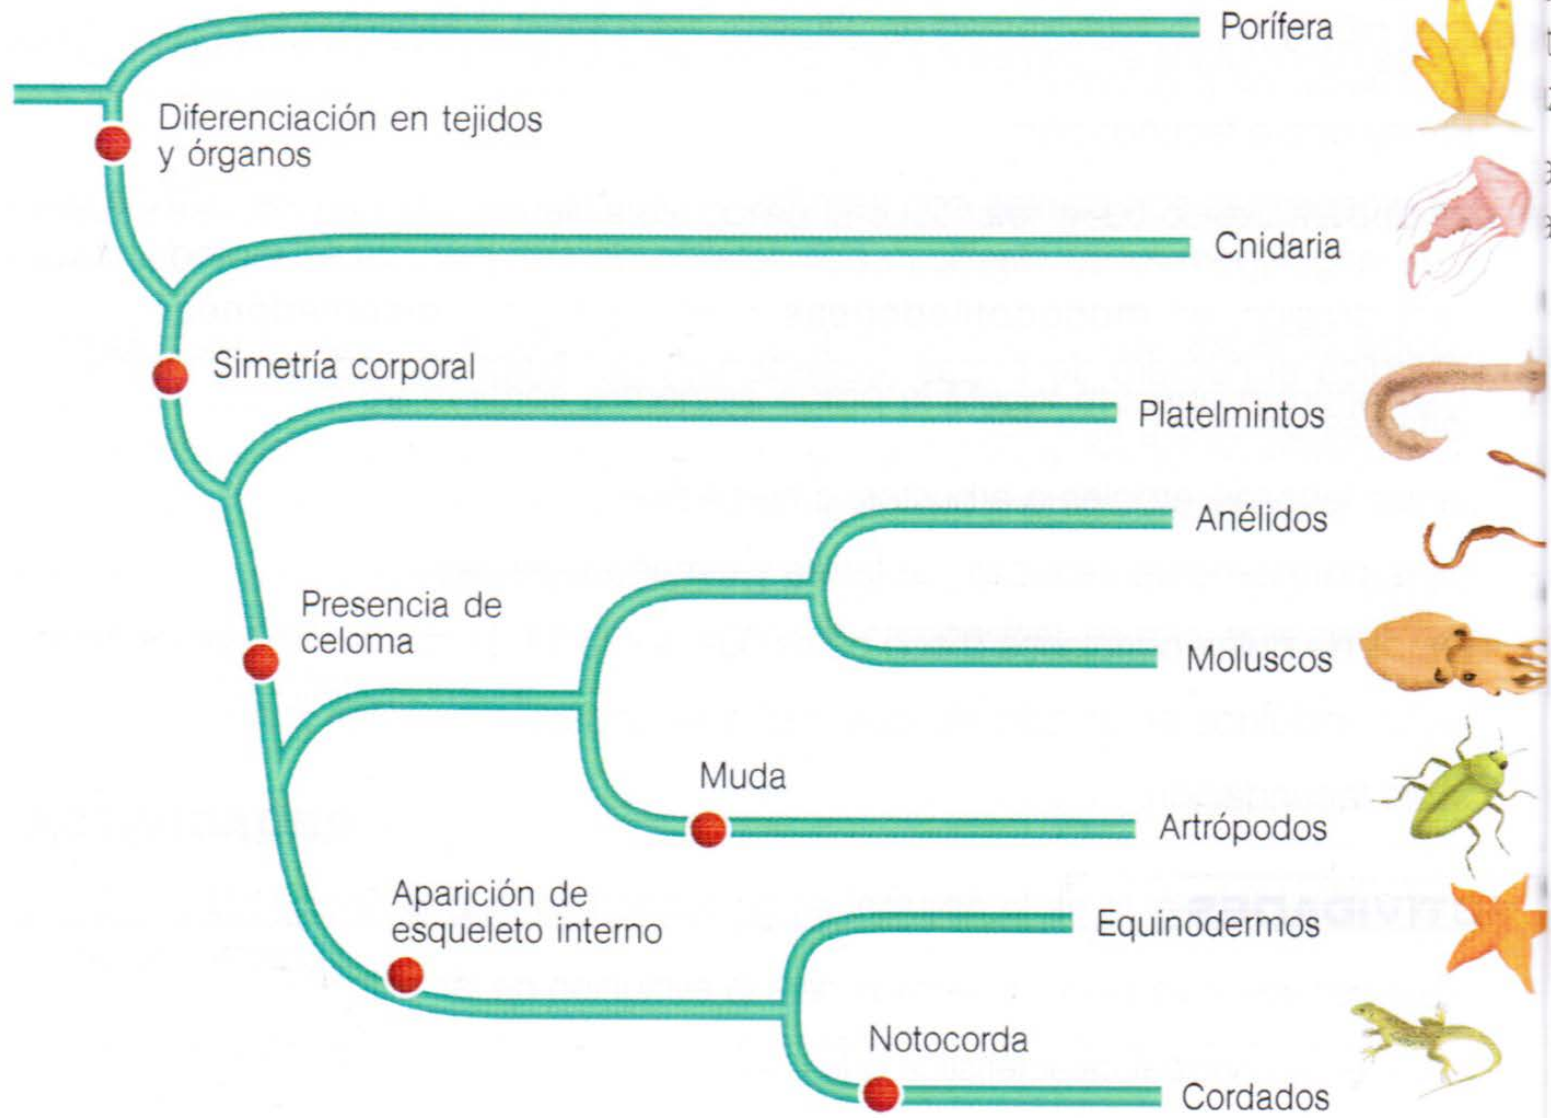 Porífera
Diferenciación en tejidos
y órganos
Cnidaria
Simetría corporal
Platelmintos
Anélidos
Presencia de
celoma
Moluscos
Muda
Artrópodos
Aparición de
esqueleto interno
Equinodermos
Notocorda
Cordados